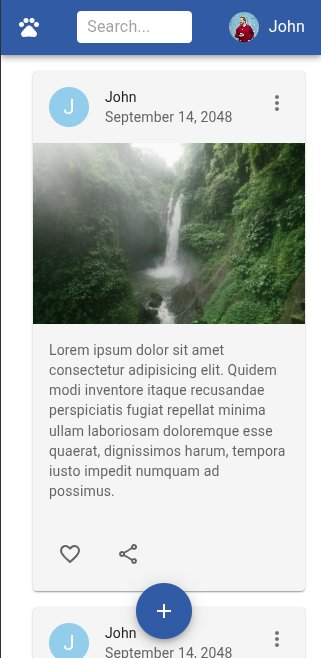 Search...
John
J
John
September 14, 2048
Lorem ipsum dolor sit amet
consectetur adipisicing elit. Quidem
modi inventore itaque recusandae
perspiciatis fugiat repellat minima
ullam laboriosam doloremque esse
quaerat, dignissimos harum, tempora
iusto impedit numquam ad
possimus.
J
John
September 14, 2048